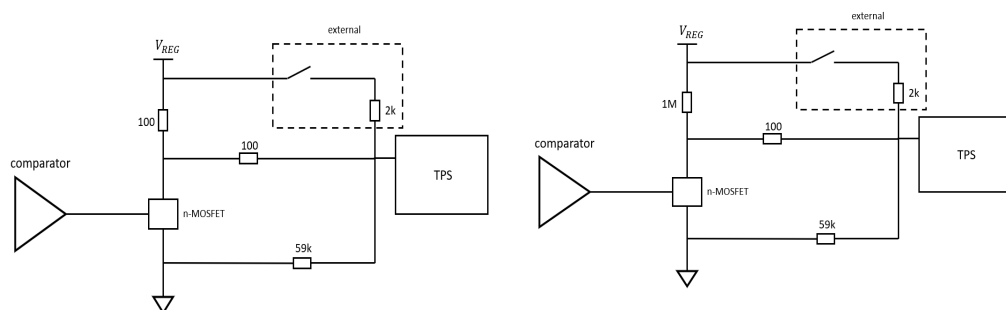 external
V_REG
100
2k
100
comparator
TPS
n-MOSFET
59k
external
V_REG
1M
2k
100
comparator
TPS
n-MOSFET
59k